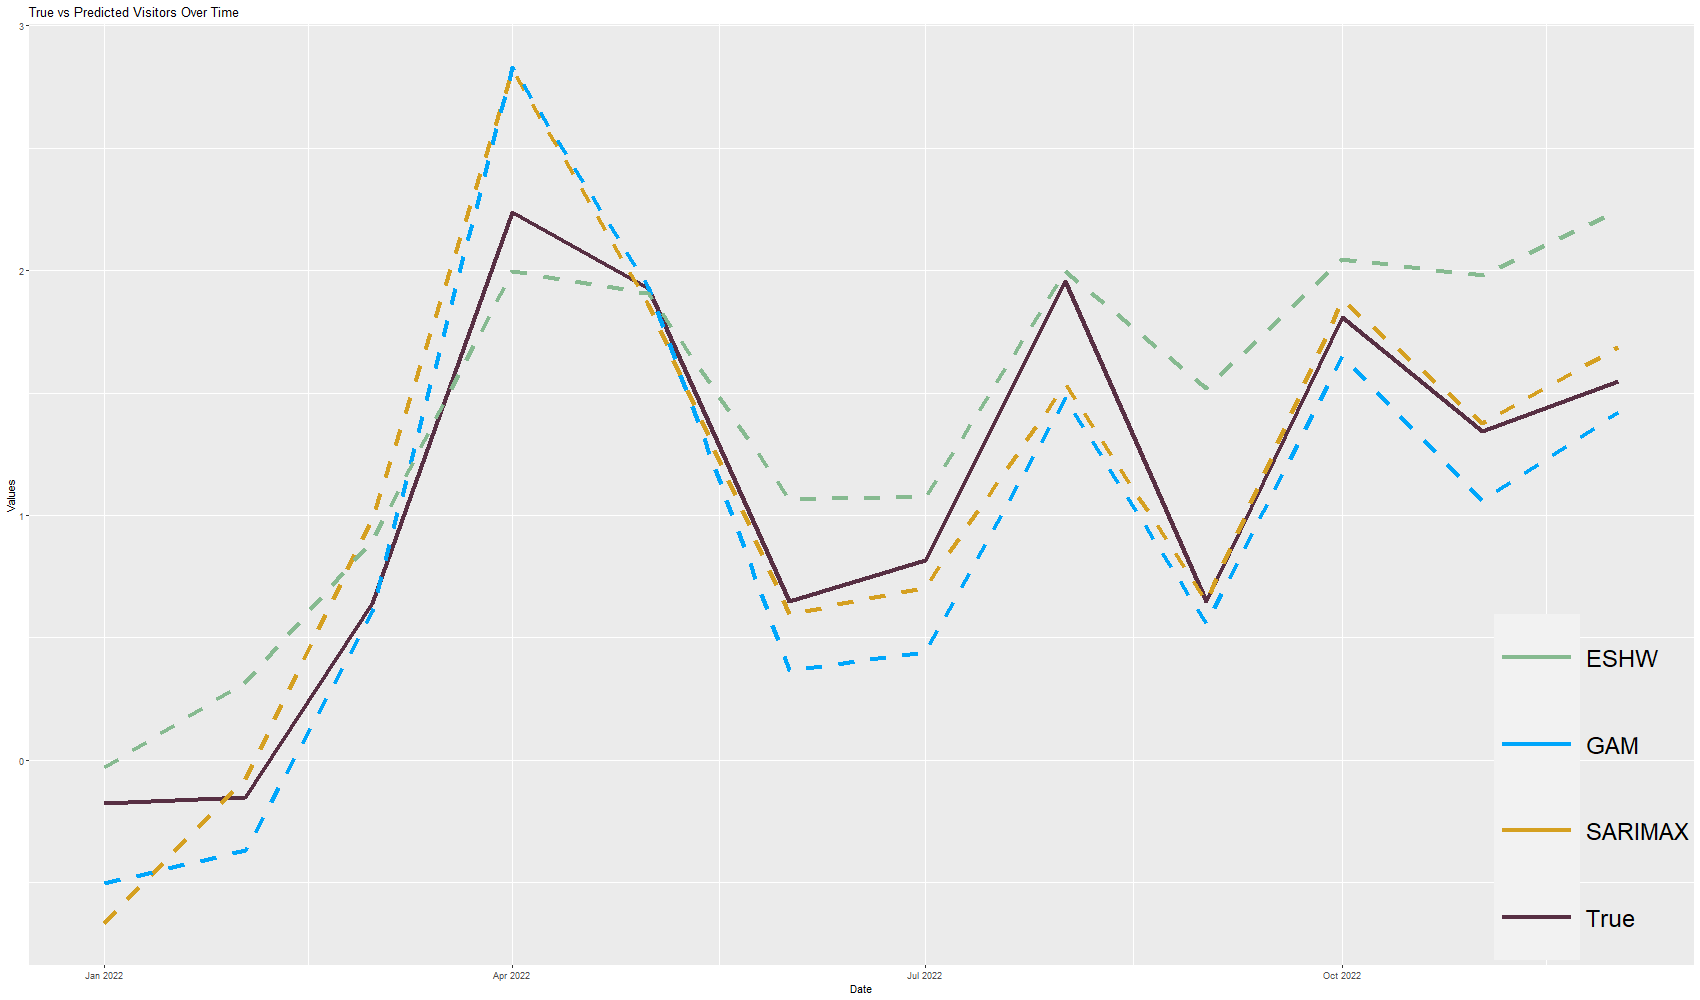 True vs Predicted Visitors Over Time
3
2
1
0
Values
Jan 2022
Apr 2022
Jul 2022
Oct 2022
Date
ESHW
GAM
SARIMAX
True